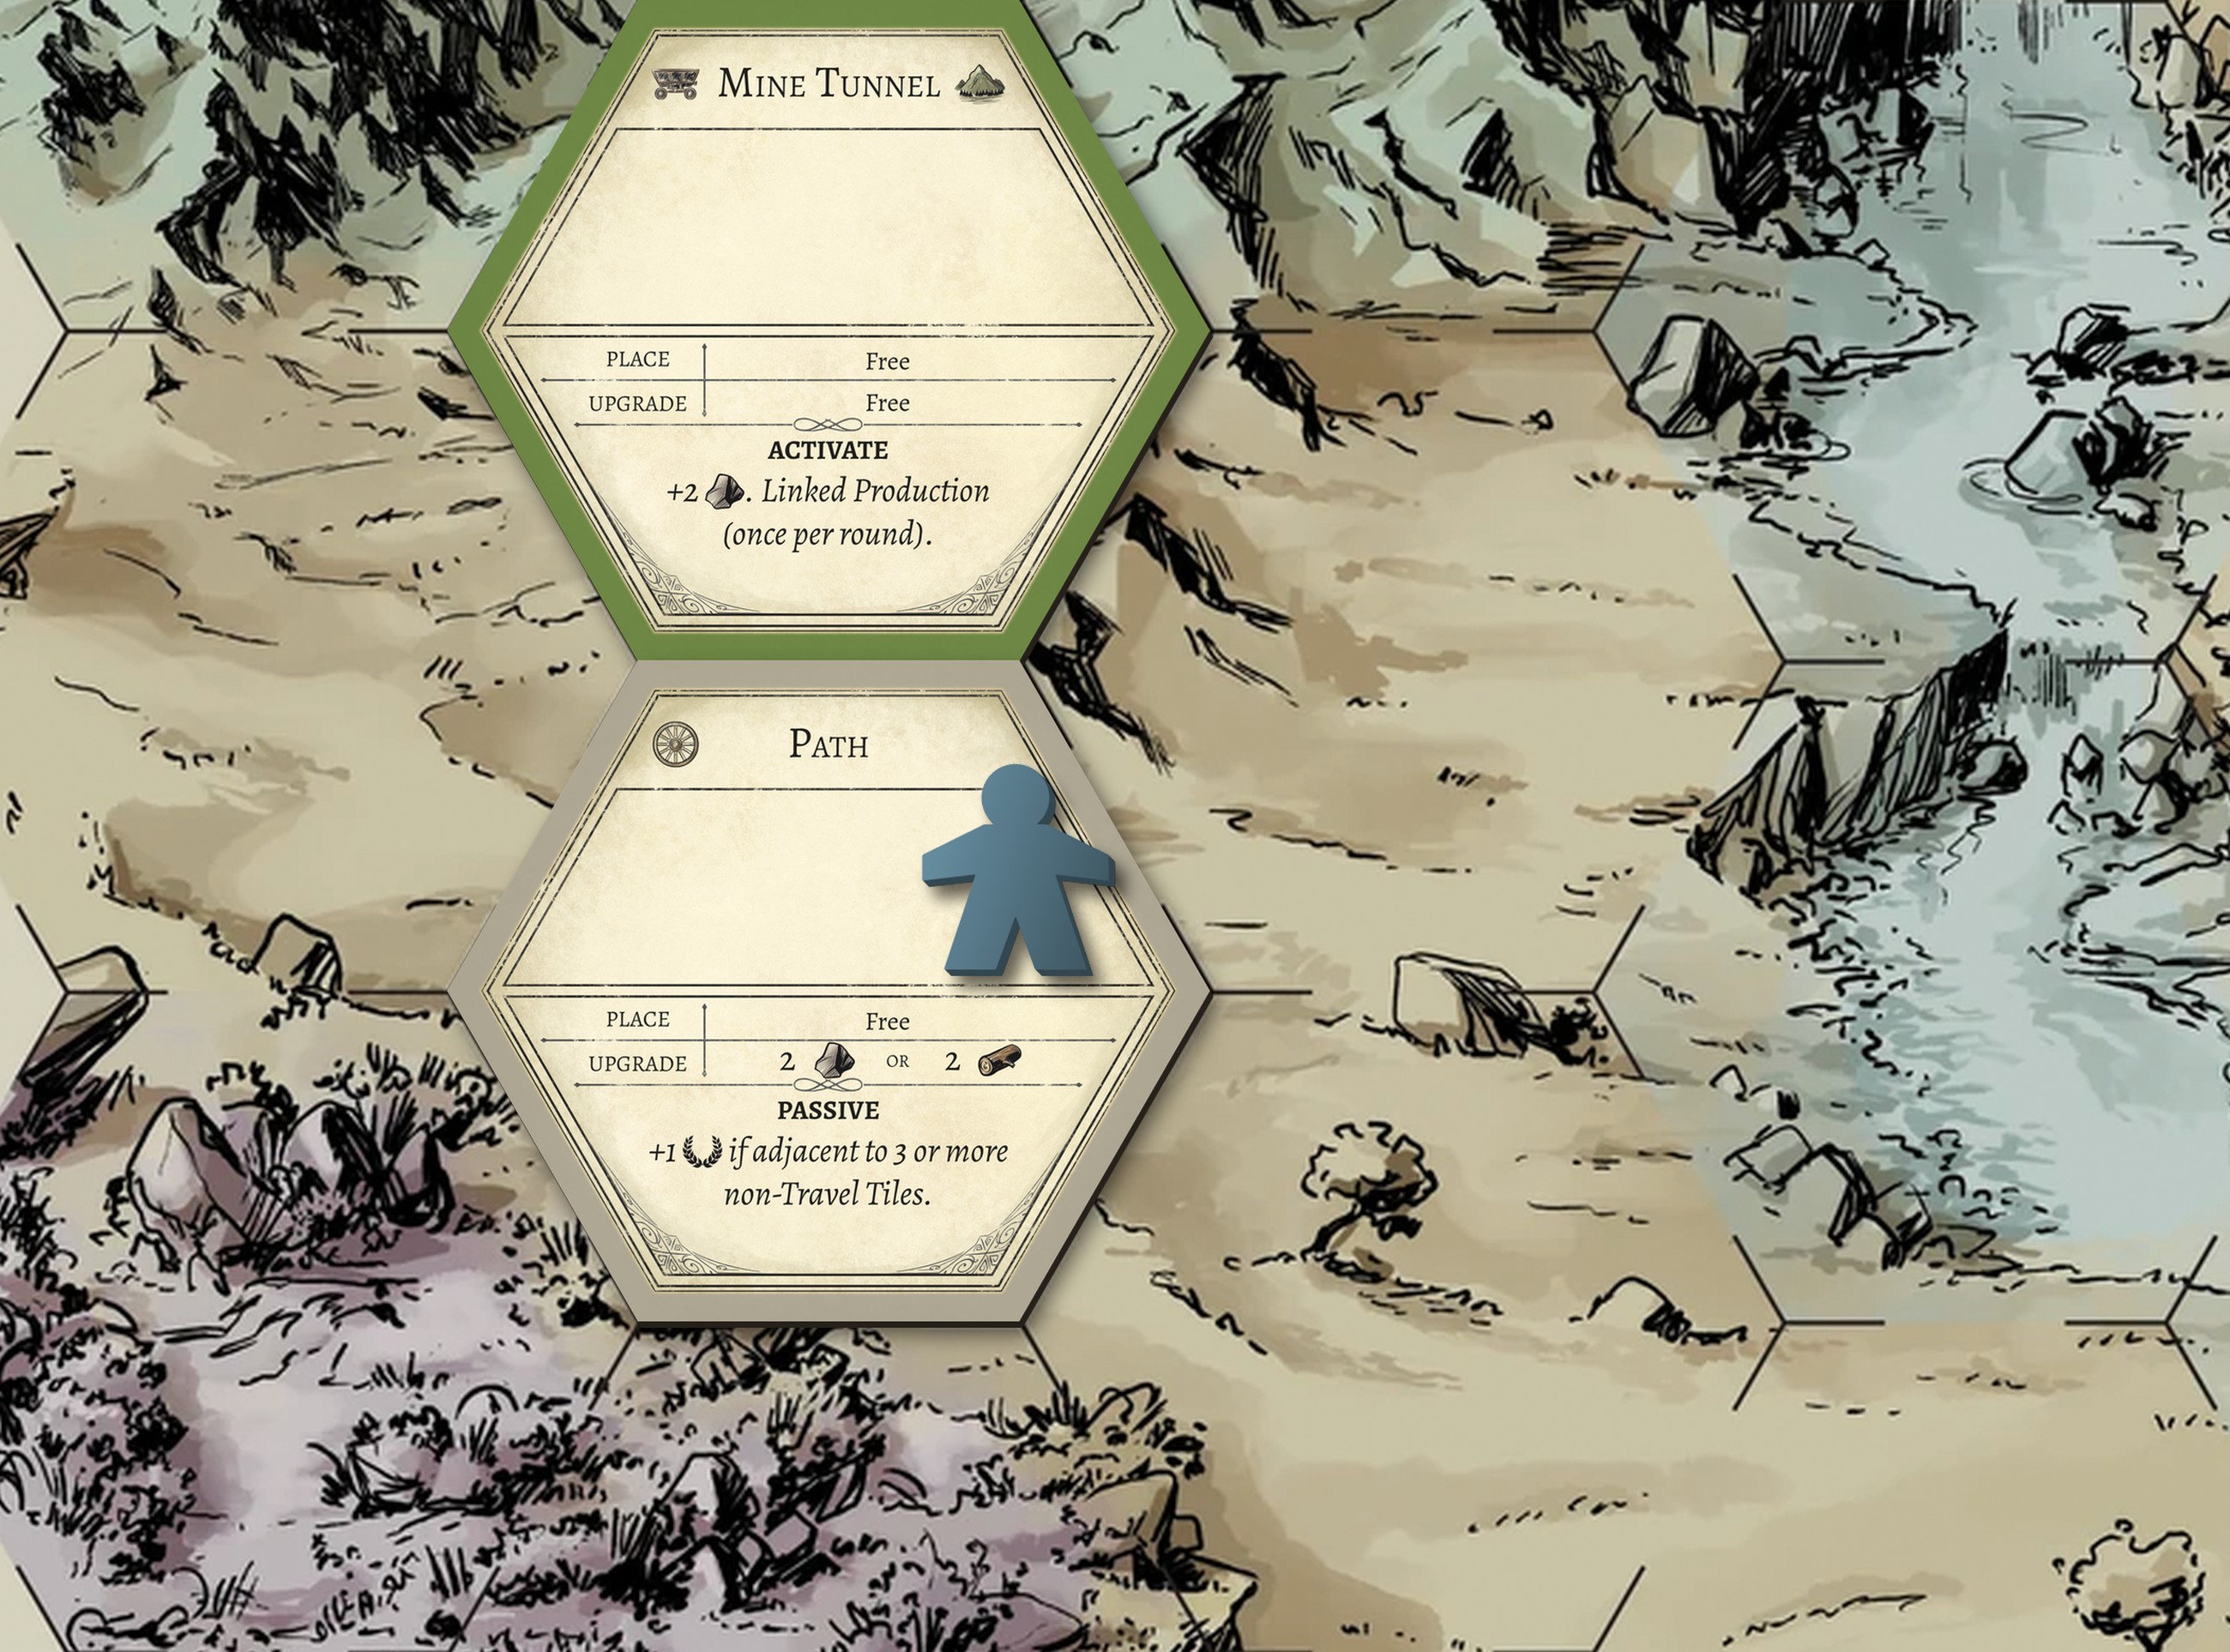 Mine Tunnel
PLACE Free
UPGRADE Free
ACTIVATE
+2 . Linked Production
(once per round).
Path
PLACE Free
UPGRADE 2 OR 2
PASSIVE
+1 if adjacent to 3 or more
non-Travel Tiles.